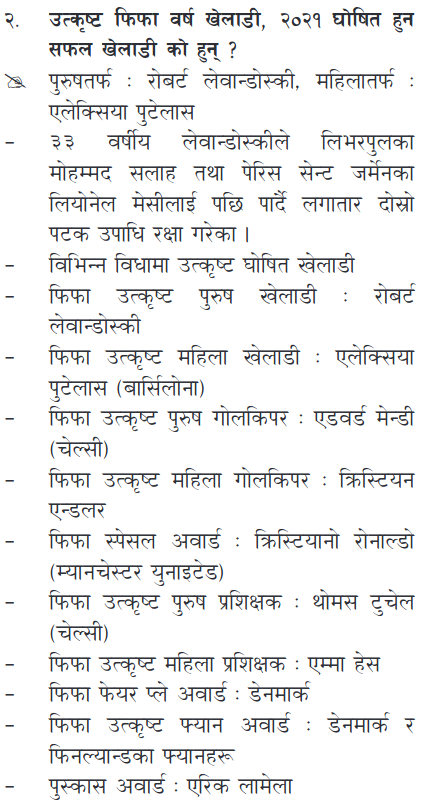 २. उत्कृष्ट फिफा वर्ष खेलाडी, २०२१ घोषित हुन
सफल खेलाडी को हुन् ?
पुरुषतर्फ : रोबर्ट लेवान्डोस्की, महिलातर्फ :
एलेक्सिया पुटेलास
– ३३ वर्षीय लेवान्डोस्कीले लिभरपुलका
मोहम्मद सलाह तथा पेरिस सेन्ट जर्मेनका
लियोनेल मेसीलाई पछि पार्दै लगातार दोस्रो
पटक उपाधि रक्षा गरेका ।
– विभिन्न विधामा उत्कृष्ट घोषित खेलाडी
– फिफा उत्कृष्ट पुरुष खेलाडी : रोबर्ट
लेवान्डोस्की
– फिफा उत्कृष्ट महिला खेलाडी : एलेक्सिया
पुटेलास (बार्सिलोना)
– फिफा उत्कृष्ट पुरुष गोलकिपर : एडवर्ड मेन्डी
(चेल्सी)
– फिफा उत्कृष्ट महिला गोलकिपर : क्रिस्टियन
एन्डलर
– फिफा स्पेसल अवार्ड : क्रिस्टियानो रोनाल्डो
(म्यानचेस्टर युनाइटेड)
– फिफा उत्कृष्ट पुरुष प्रशिक्षक : थोमस टुचेल
(चेल्सी)
– फिफा उत्कृष्ट महिला प्रशिक्षक : एम्मा हेस
– फिफा फेयर प्ले अवार्ड : डेनमार्क
– फिफा उत्कृष्ट फ्यान अवार्ड : डेनमार्क र
फिनल्यान्डका फ्यानहरू
– पुस्कास अवार्ड : एरिक लामेला